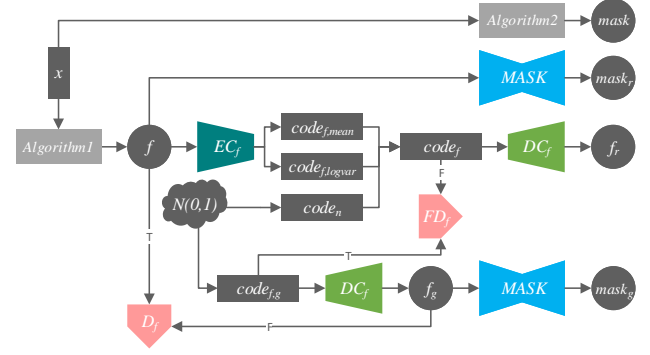 Algorithm2
mask
x
MASK
mask_r
Algorithm1
f
EC_f
code_f,mean
code_f,logvar
code_f
DC_f
f_r
N(0,1)
code_n
F
FD_f
T
T
code_f,g
DC_f
f_g
MASK
mask_g
D_f
F